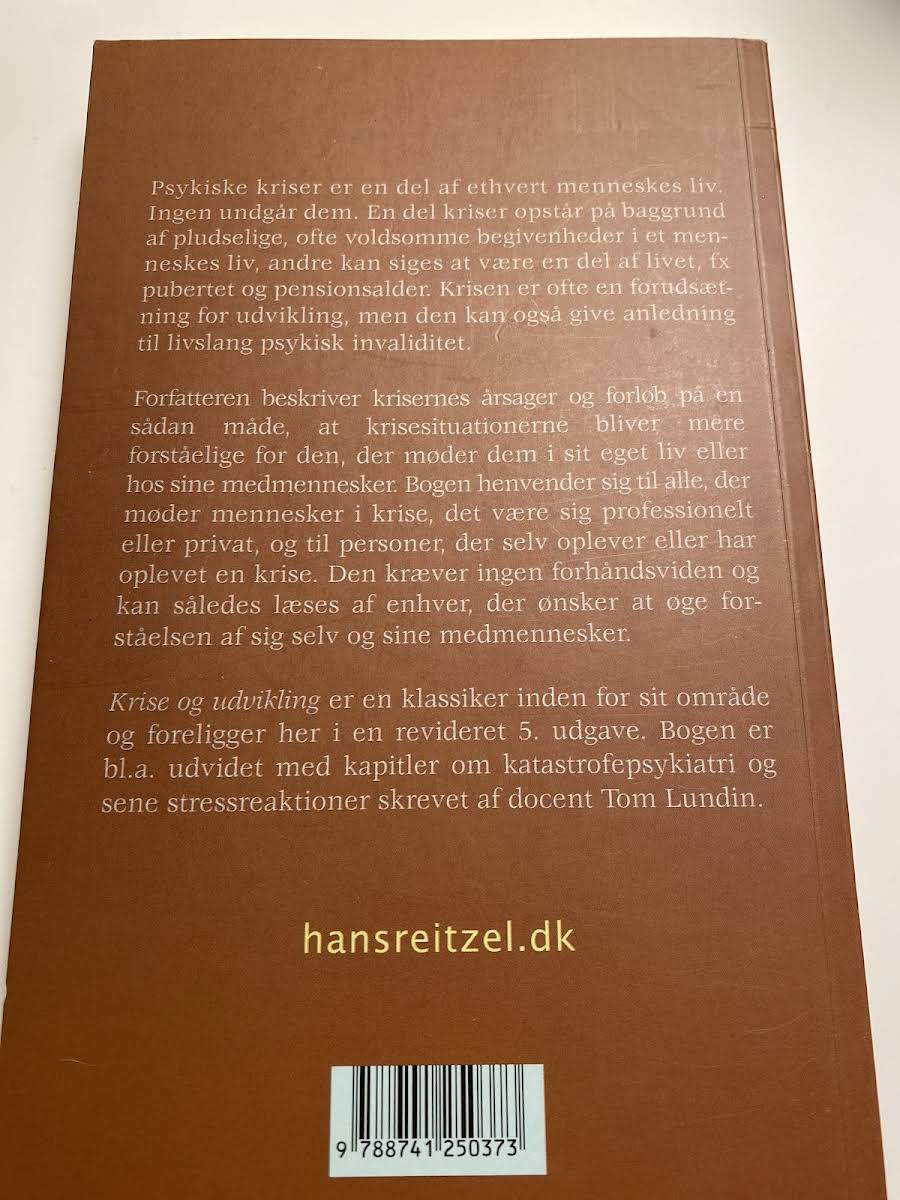 Psykiske kriser er en del af ethvert menneskes liv.
Ingen undgår dem. En del kriser opstår på baggrund
af pludselige, ofte voldsomme begivenheder i et men-
neskes liv, andre kan siges at være en del af livet, fx
pubertet og pensionsalder. Krisen er ofte en forudsæt-
ning for udvikling, men den kan også give anledning
til livslang psykisk invaliditet.
Forfatteren beskriver krisernes årsager og forløb på en
sådan måde, at krisesituationerne bliver mere
forståelige for den, der møder dem i sit eget liv eller
hos sine medmennesker. Bogen henvender sig til alle, der
møder mennesker i krise, det være sig professionelt
eller privat, og til personer, der selv oplever eller har
oplevet en krise. Den kræver ingen forhåndsviden og
kan således læses af enhver, der ønsker at øge for-
ståelsen af sig selv og sine medmennesker.
Krise og udvikling er en klassiker inden for sit område
og foreligger her i en revideret 5. udgave. Bogen er
bl.a. udvidet med kapitler om katastrofepsykiatri og
sene stressreaktioner skrevet af docent Tom Lundin.
hansreitzel.dk
9 788741 250373